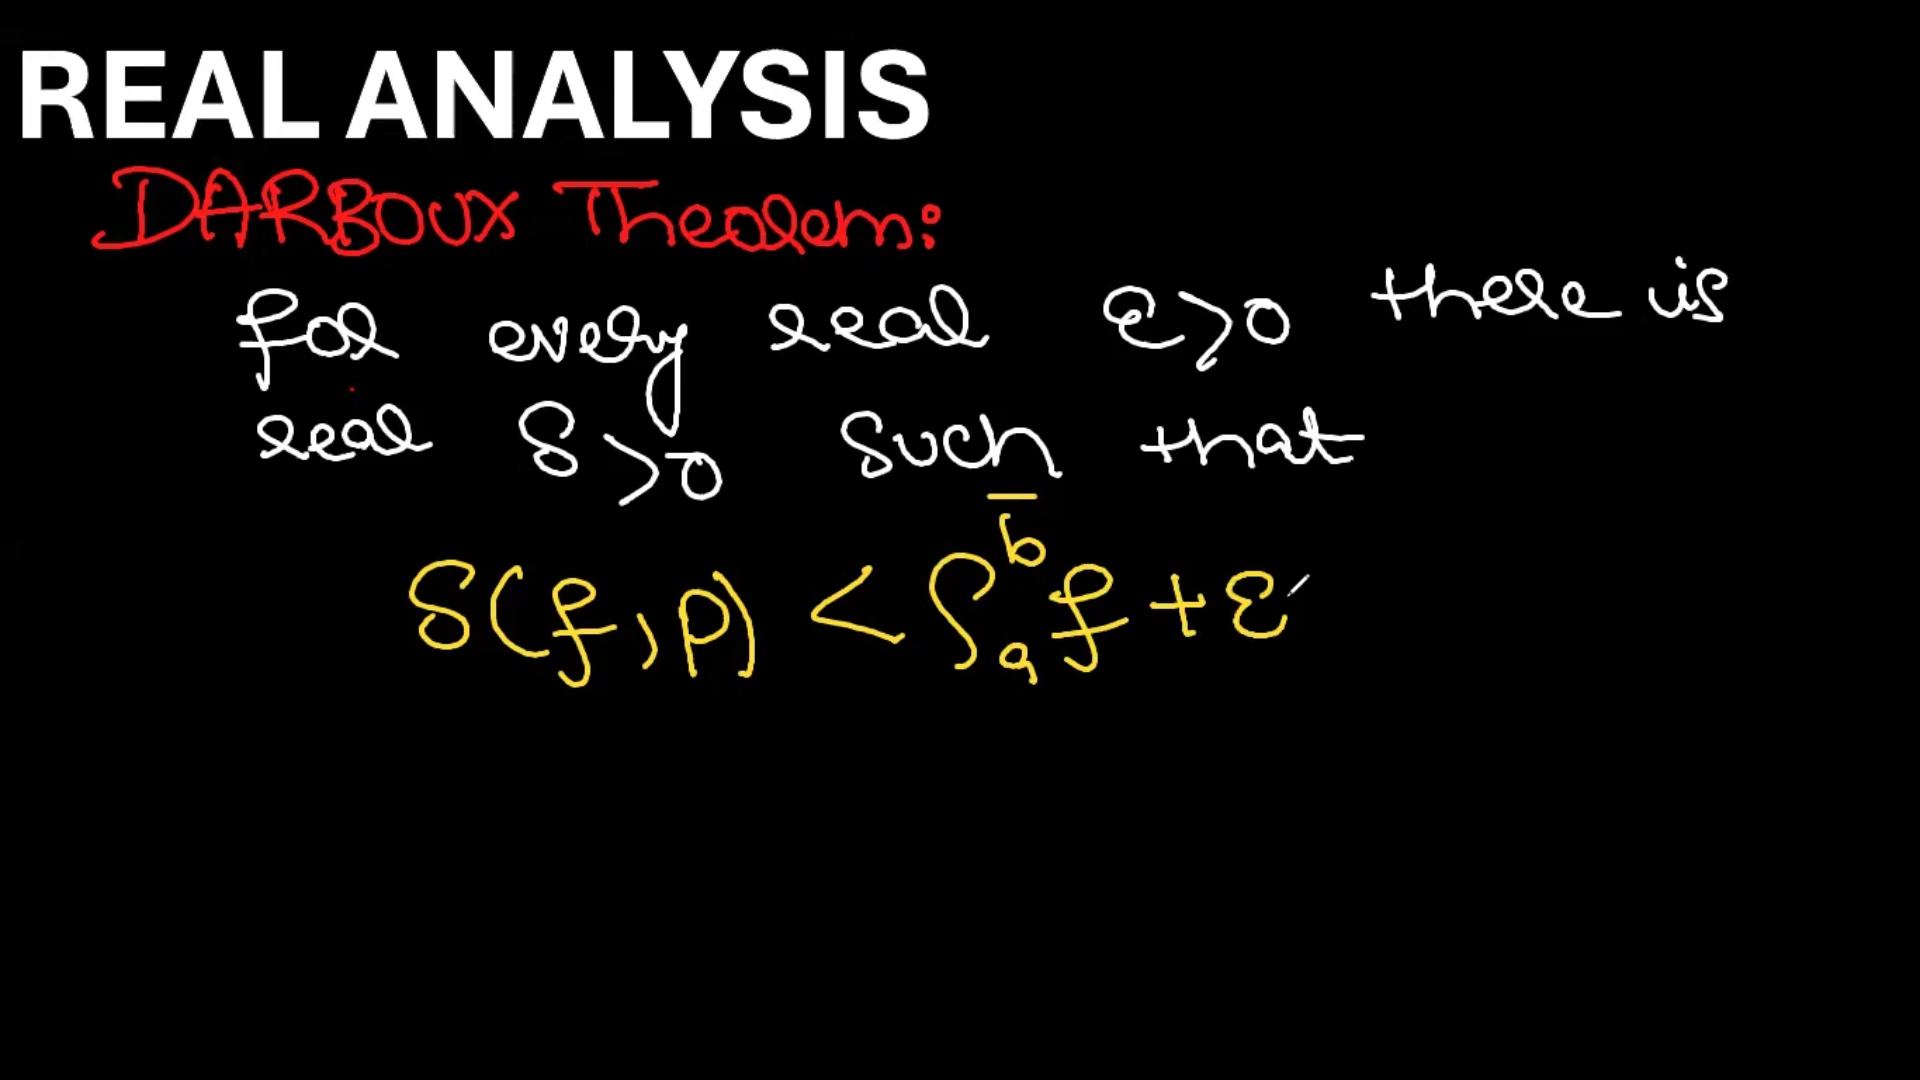 REAL ANALYSIS
DARBOUX Theorem:
for every real ε>0 there is
real δ>0 such that
S(f,P) < ∫ₐᵇ̅ f + ε